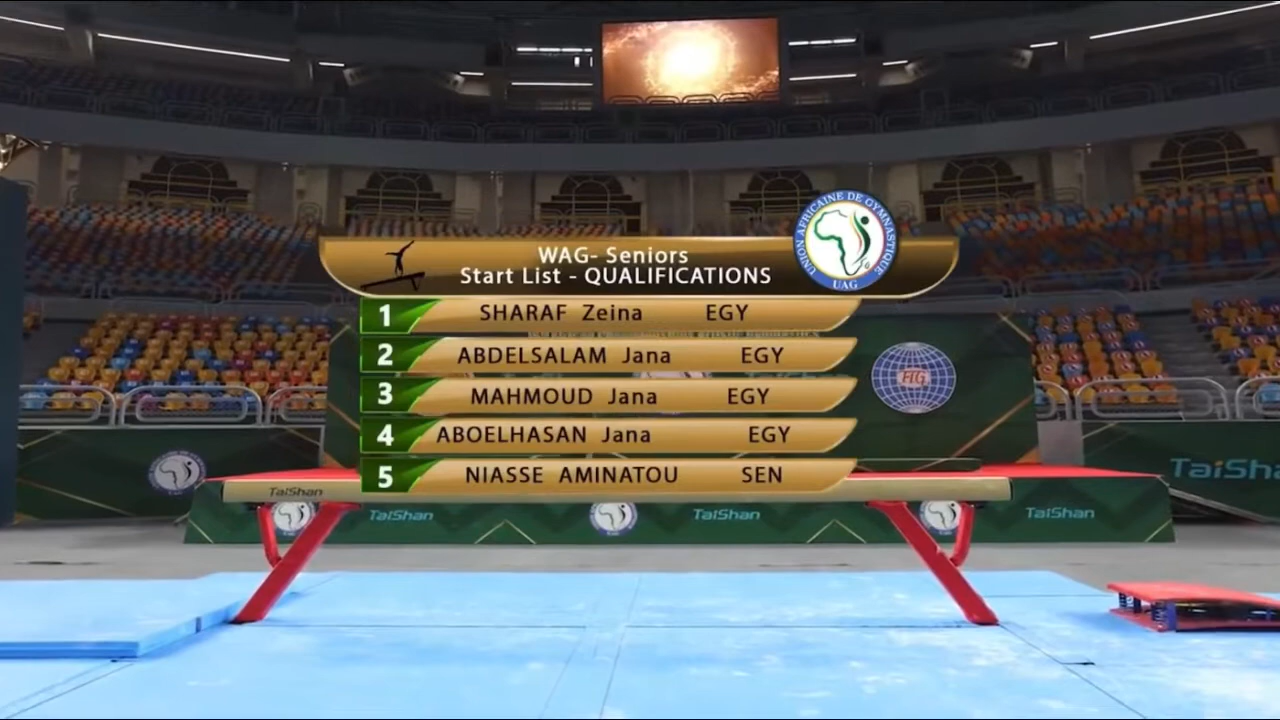 WAG- Seniors
Start List - QUALIFICATIONS
UNION AFRICAINE DE GYMNASTIQUE
UAG
1 SHARAF Zeina EGY
2 ABDELSALAM Jana EGY
3 MAHMOUD Jana EGY
4 ABOELHASAN Jana EGY
5 NIASSE AMINATOU SEN
FIG
TaiSh
TaiShan
TaiShan
TaiShan
TaiShan